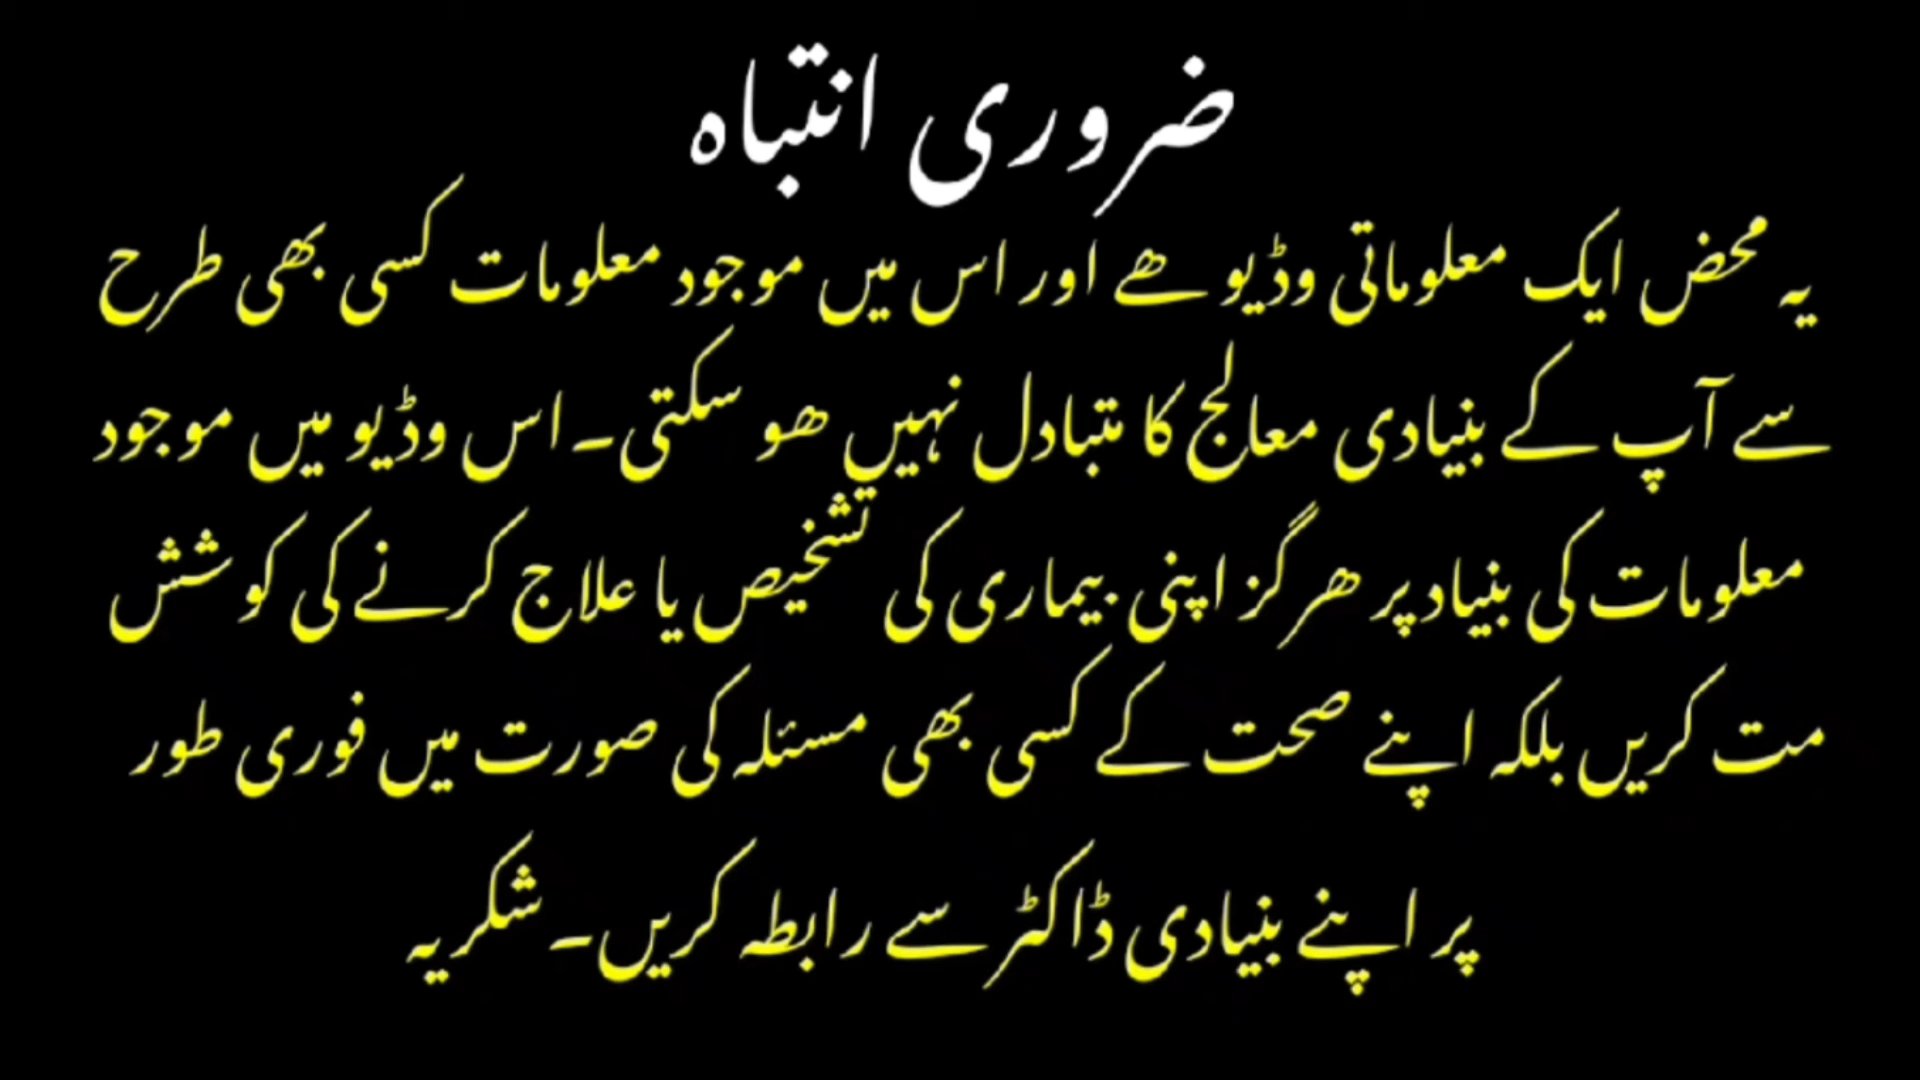 ضروری انتباہ
یہ محض ایک معلوماتی وڈیو ھے اور اس میں موجود معلومات کسی بھی طرح
سے آپ کے بنیادی معالج کا متبادل نہیں ھو سکتی۔ اس وڈیو میں موجود
معلومات کی بنیاد پر ھرگز اپنی بیماری کی تشخیص یا علاج کرنے کی کوشش
مت کریں بلکہ اپنے صحت کے کسی بھی مسئلہ کی صورت میں فوری طور
پر اپنے بنیادی ڈاکٹر سے رابطہ کریں۔ شکریہ